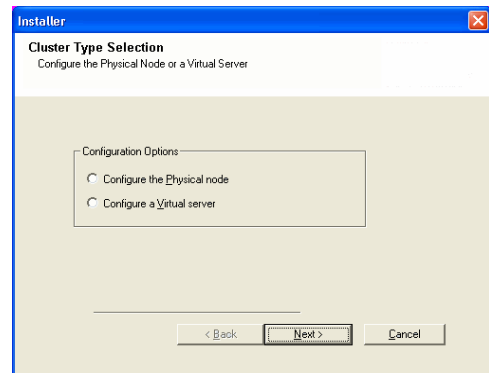 Installer
Cluster Type Selection
Configure the Physical Node or a Virtual Server
Configuration Options
Configure the Physical node
Configure a Virtual server
< Back
Next >
Cancel